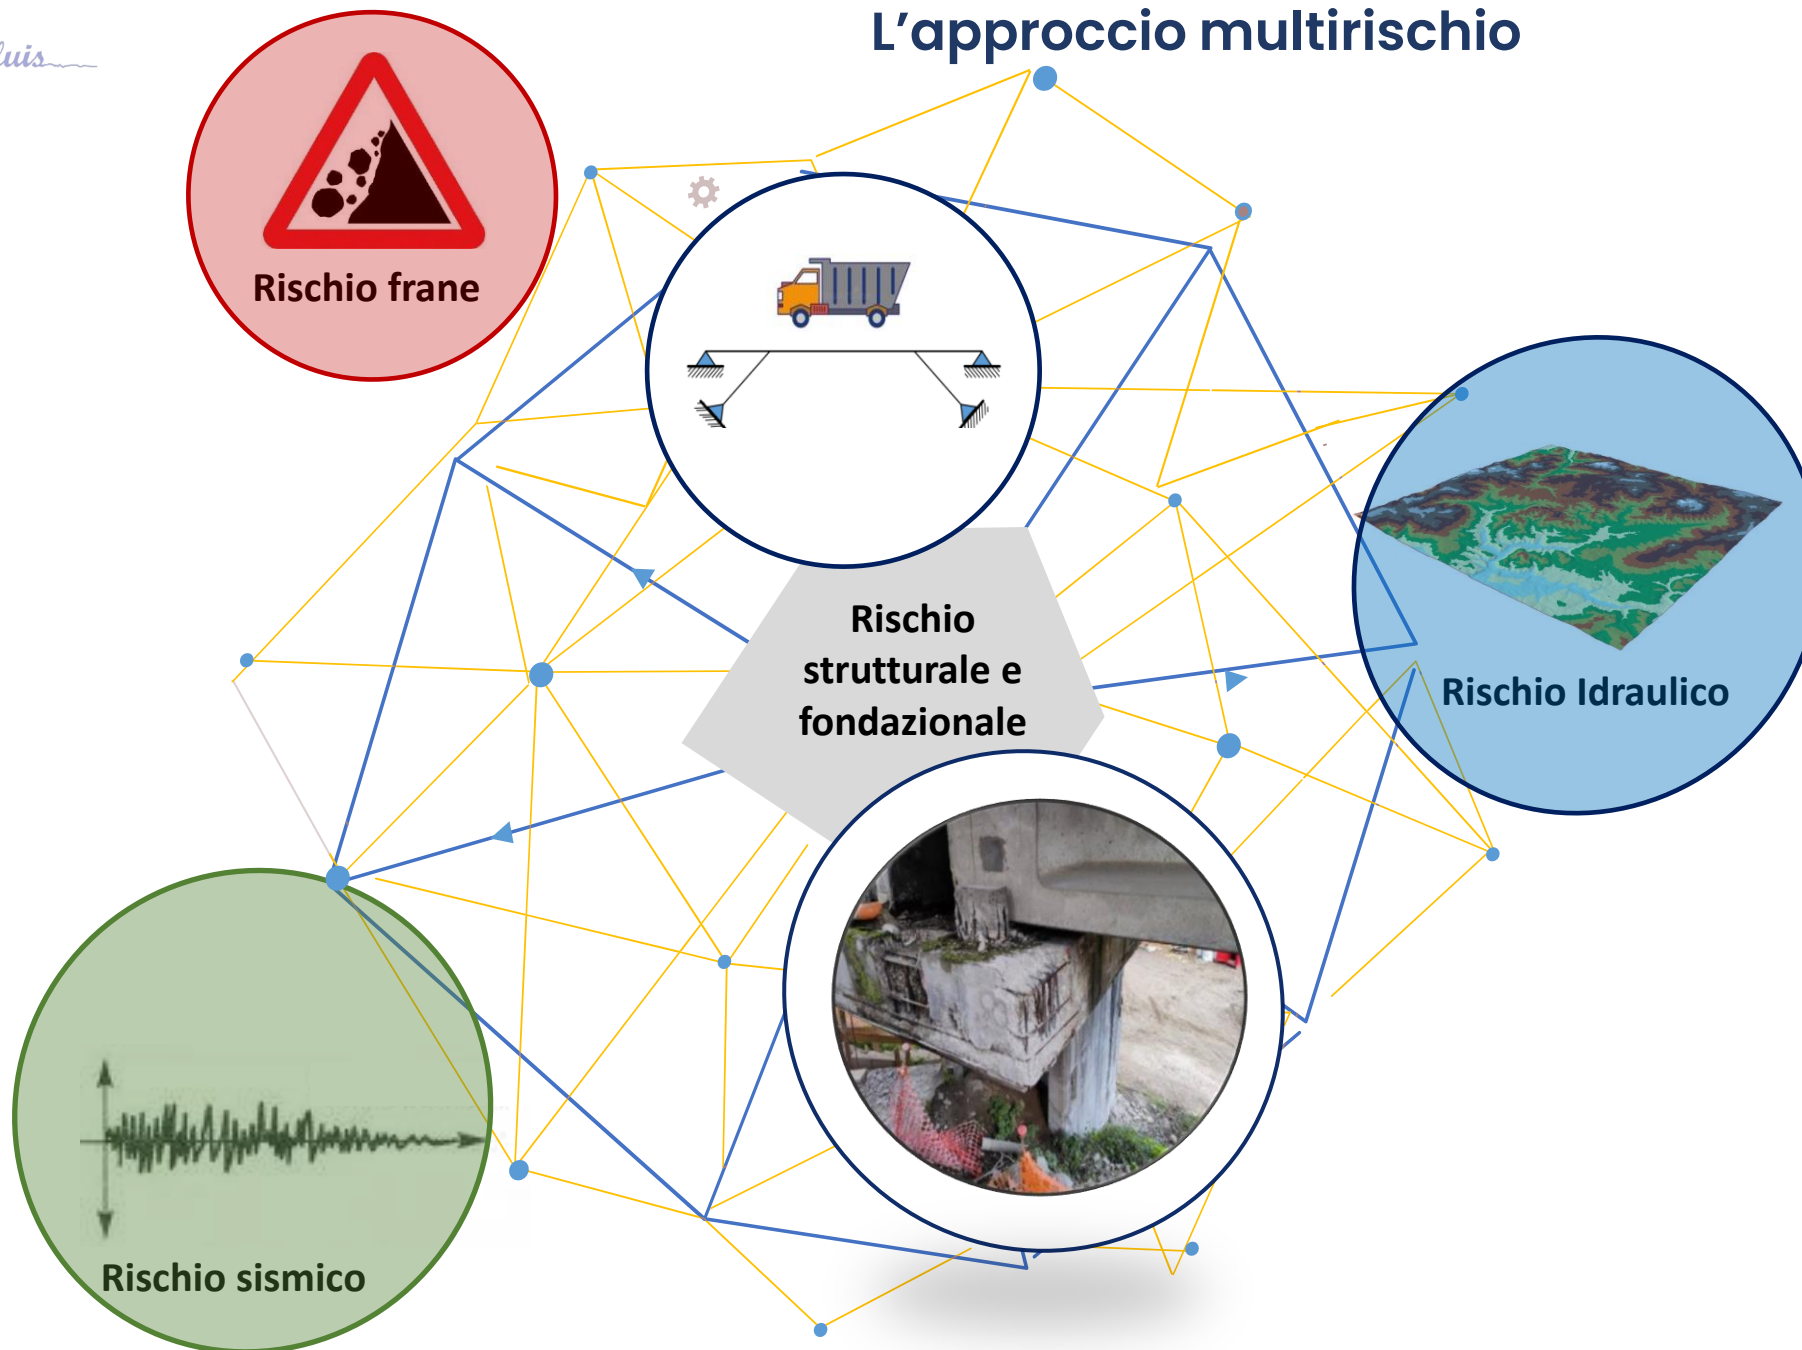 L'approccio multirischio
Rischio frane
Rischio
strutturale e
fondazionale
Rischio Idraulico
Rischio sismico